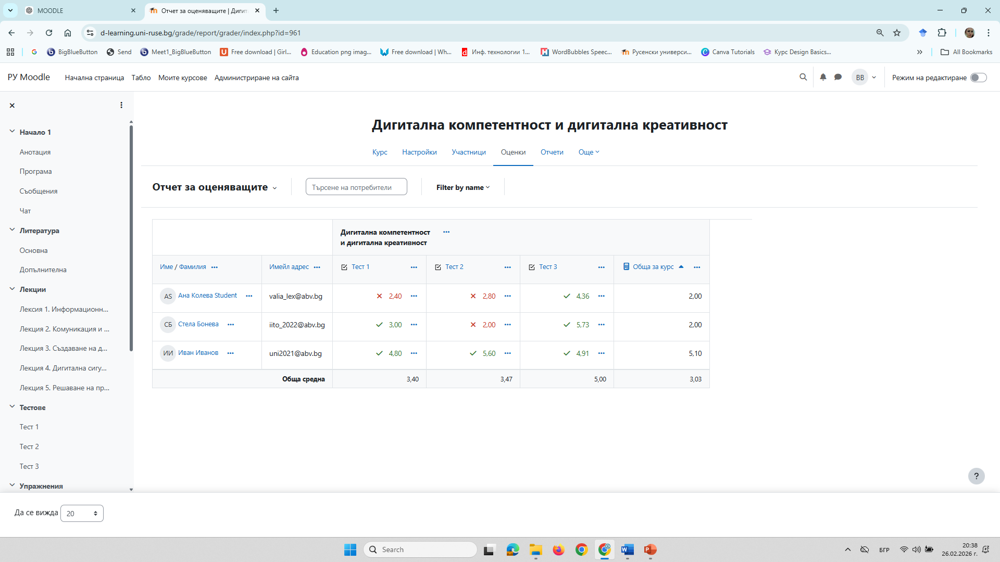 MOODLE
Отчет за оценяващите | Дигит
d-learning.uni-ruse.bg/grade/report/grader/index.php?id=961
BigBlueButton
Send
Meet1_BigBlueButton
Free download | Girl...
Education png imag...
Free download | Wh...
Инф. технологии 1...
WordBubbles Speec...
Русенски универси...
Canva Tutorials
Курс Design Basics...
»
All Bookmarks
РУ Moodle
Начална страница
Табло
Моите курсове
Администриране на сайта
BB
Режим на редактиране
Начало 1
Анотация
Програма
Съобщения
Чат
Литература
Основна
Допълнителна
Лекции
Лексия 1. Информационн...
Лекция 2. Комуникация и ...
Лекция 3. Създаване на д...
Лекция 4. Дигитална сигу...
Лекция 5. Решаване на пр...
Тестове
Тест 1
Тест 2
Тест 3
Упражнения
Дигитална компетентност и дигитална креативност
Курс
Настройки
Участници
Оценки
Отчети
Още
Отчет за оценяващите
Търсене на потребители
Filter by name
Дигитална компетентност
и дигитална креативност
Име / Фамилия
Имейл адрес
Тест 1
Тест 2
Тест 3
Обща за курс
AS Ана Колева Student valia_lex@abv.bg 2,40 2,80 4,36 2,00
СБ Стела Бонева iito_2022@abv.bg 3,00 2,00 5,73 2,00
ИИ Иван Иванов uni2021@abv.bg 4,80 5,60 4,91 5,10
Обща средна 3,40 3,47 5,00 3,03
?
Да се вижда 20
Search
БГР
20:38
26.02.2026 г.